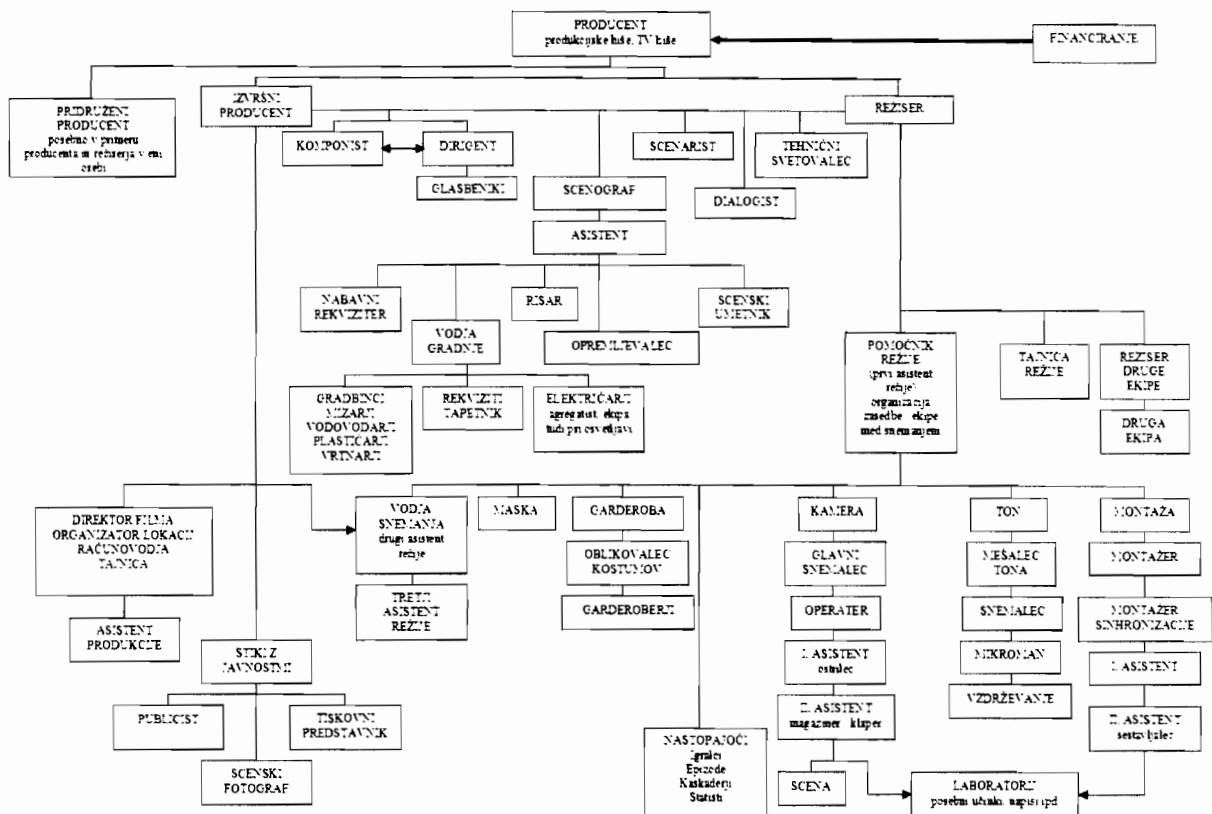 PRODUCENT
produkcijske hiše, TV hiše
FINANCIRANJE
PRIDRUŽENI
PRODUCENT
posebno v primeru
producenta in režiserja v eni
osebi
IZVRŠNI
PRODUCENT
REŽISER
KOMPONIST
DIRIGENT
SCENARIST
TEHNIČNI
SVETOVALEC
GLASBENIKI
SCENOGRAF
DIALOGIST
ASISTENT
NABAVNI
REKVIZITER
RISAR
SCENSKI
UMETNIK
VODJA
GRADNJE
OPREMLJEVALEC
POMOČNIK
REŽIJE
(prvi asistent
režije)
organizacija
zasedbe ekipe
med snemanjem
TAJNICA
REŽIJE
REŽISER
DRUGE
EKIPE
GRADBINCI
MIZARJI
VODOVODARJI
PLASTIČARJI
VRTNARJI
REKVIZITI
TAPETNIK
ELEKTRIČARJI
agregatist, ekipa
tudi pri osvetljavi
DRUGA
EKIPA
DIREKTOR FILMA
ORGANIZATOR LOKACIJ
RAČUNOVODJA
TAJNICA
VODJA
SNEMANJA
drugi asistent
režije
MASKA
GARDEROBA
KAMERA
TON
MONTAŽA
OBLIKOVALEC
KOSTUMOV
GLAVNI
SNEMALEC
MEŠALEC
TONA
MONTAŽER
TRETJI
ASISTENT
REŽIJE
GARDEROBERJI
OPERATER
SNEMALEC
MONTAŽER
SINHRONIZACIJE
ASISTENT
PRODUKCIJE
STIKI Z
JAVNOSTMI
I. ASISTENT
ostrilec
MIKROMAN
I. ASISTENT
VZDRŽEVANJE
PUBLICIST
TISKOVNI
PREDSTAVNIK
II. ASISTENT
magaziner klaper
II. ASISTENT
sestavljalec
NASTOPAJOČI
Igralci
Epizode
Kaskaderji
Statisti
SCENSKI
FOTOGRAF
SCENA
LABORATORIJ
posebni učinki, napisi ipd